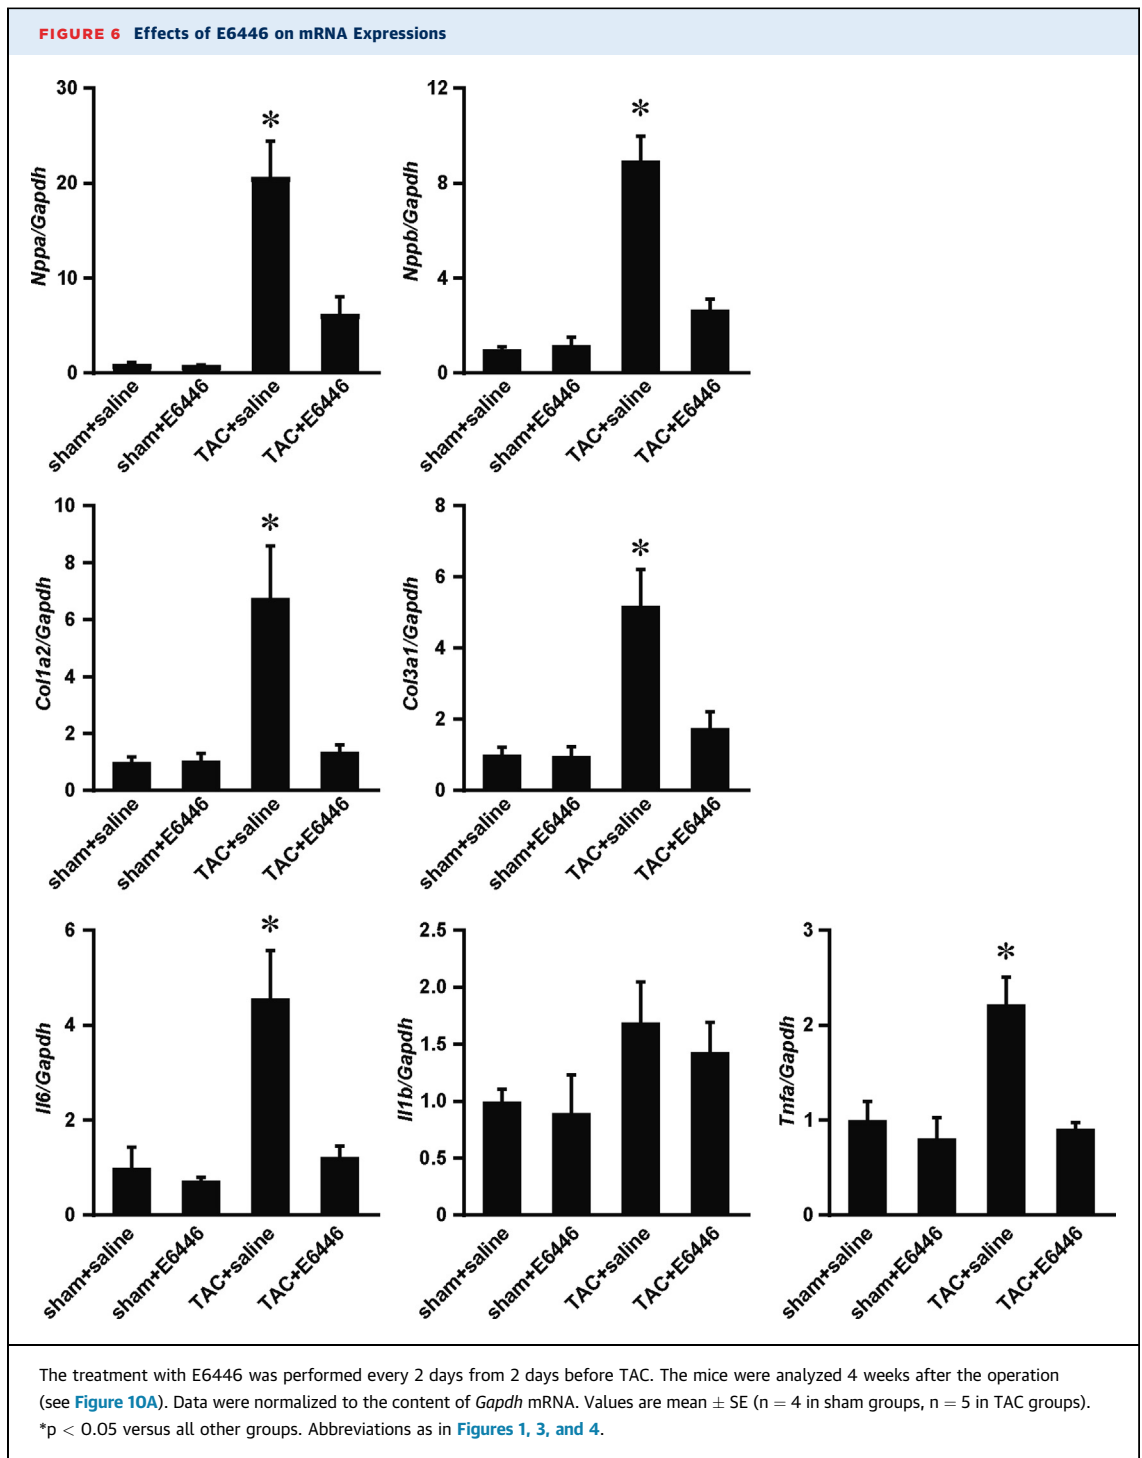 FIGURE 6 Effects of E6446 on mRNA Expressions
30
20
10
0
Nppa/Gapdh
*
sham+saline
sham+E6446
TAC+saline
TAC+E6446
12
8
4
0
Nppb/Gapdh
*
sham+saline
sham+E6446
TAC+saline
TAC+E6446
10
8
6
4
2
0
Col1a2/Gapdh
*
sham+saline
sham+E6446
TAC+saline
TAC+E6446
8
6
4
2
0
Col3a1/Gapdh
*
sham+saline
sham+E6446
TAC+saline
TAC+E6446
6
4
2
0
Il6/Gapdh
*
sham+saline
sham+E6446
TAC+saline
TAC+E6446
2.5
2.0
1.5
1.0
0.5
0
Il1b/Gapdh
sham+saline
sham+E6446
TAC+saline
TAC+E6446
3
2
1
0
Tnfa/Gapdh
*
sham+saline
sham+E6446
TAC+saline
TAC+E6446
The treatment with E6446 was performed every 2 days from 2 days before TAC. The mice were analyzed 4 weeks after the operation
(see Figure 10A). Data were normalized to the content of Gapdh mRNA. Values are mean ± SE (n = 4 in sham groups, n = 5 in TAC groups).
*p < 0.05 versus all other groups. Abbreviations as in Figures 1, 3, and 4.